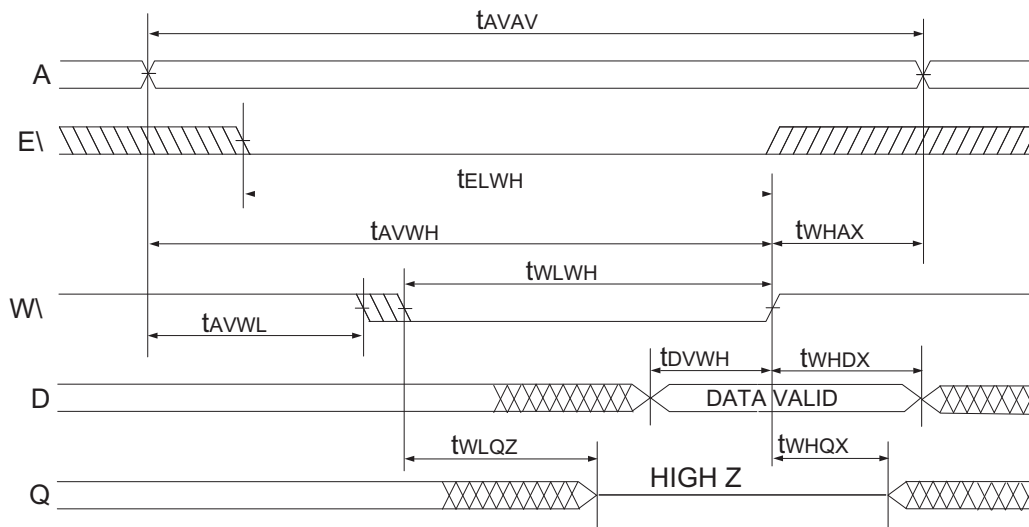 tAVAV
A
E\
tELWH
tAVWH
tWHAX
tWLWH
W\
tAVWL
tDVWH
tWHDX
D
DATA VALID
tWLQZ
tWHQX
HIGH Z
Q